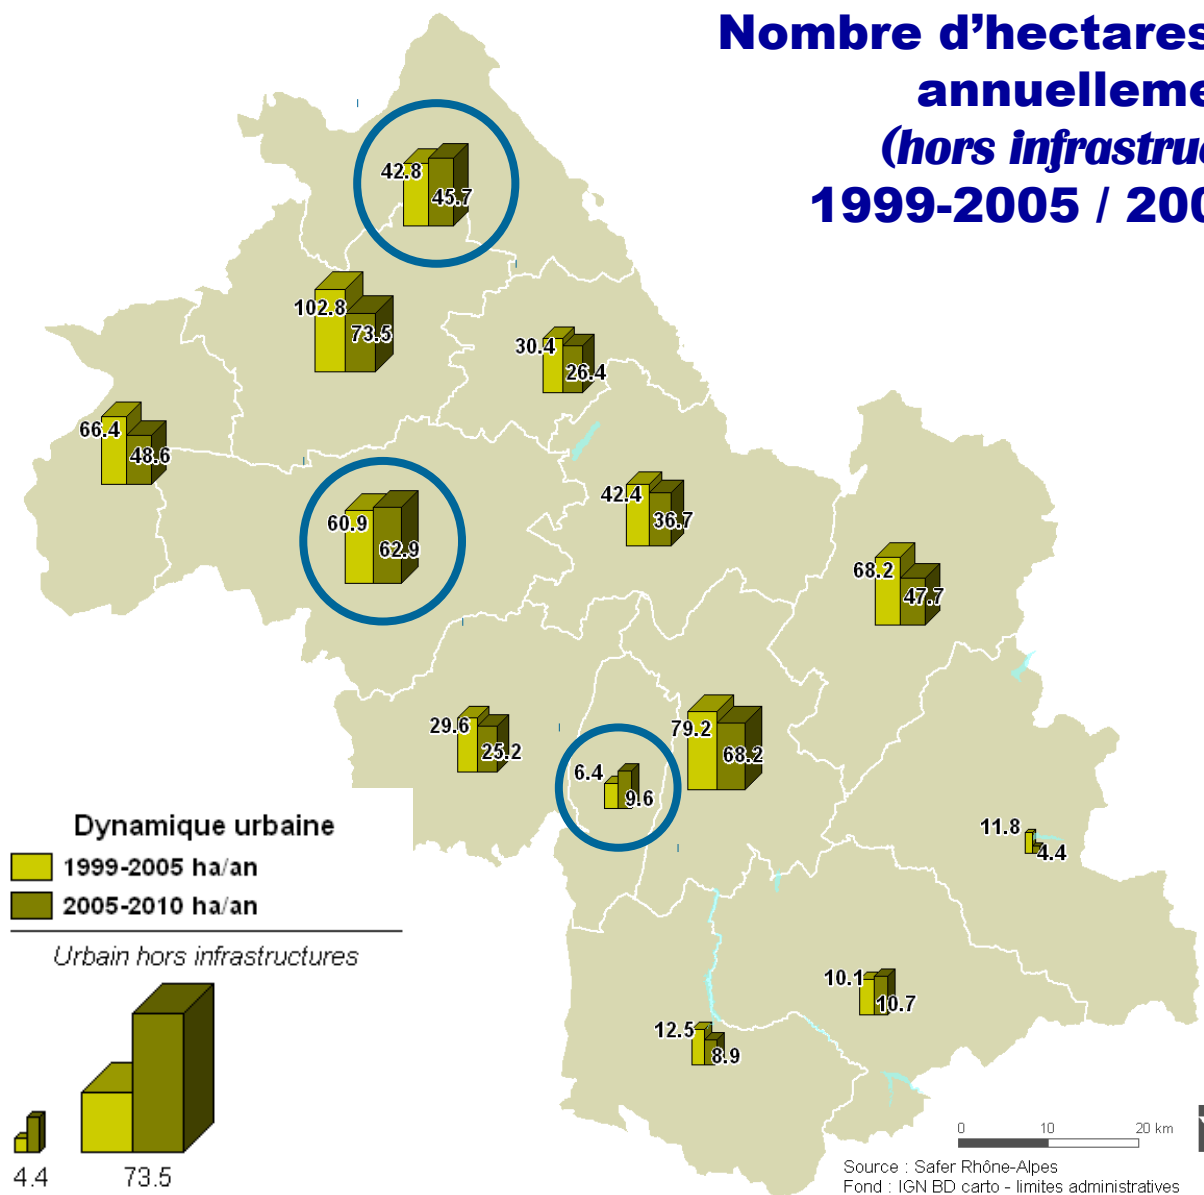 Nombre d’hectares
annuelleme
(hors infrastruc
1999-2005 / 200
42.8
45.7
102.8
73.5
30.4
26.4
66.4
48.6
42.4
36.7
60.9
62.9
68.2
47.7
29.6
25.2
79.2
68.2
6.4
9.6
11.8
4.4
10.1
10.7
12.5
8.9
Dynamique urbaine
1999-2005 ha/an
2005-2010 ha/an
Urbain hors infrastructures
4.4
73.5
0 10 20 km
Source : Safer Rhône-Alpes
Fond : IGN BD carto - limites administratives